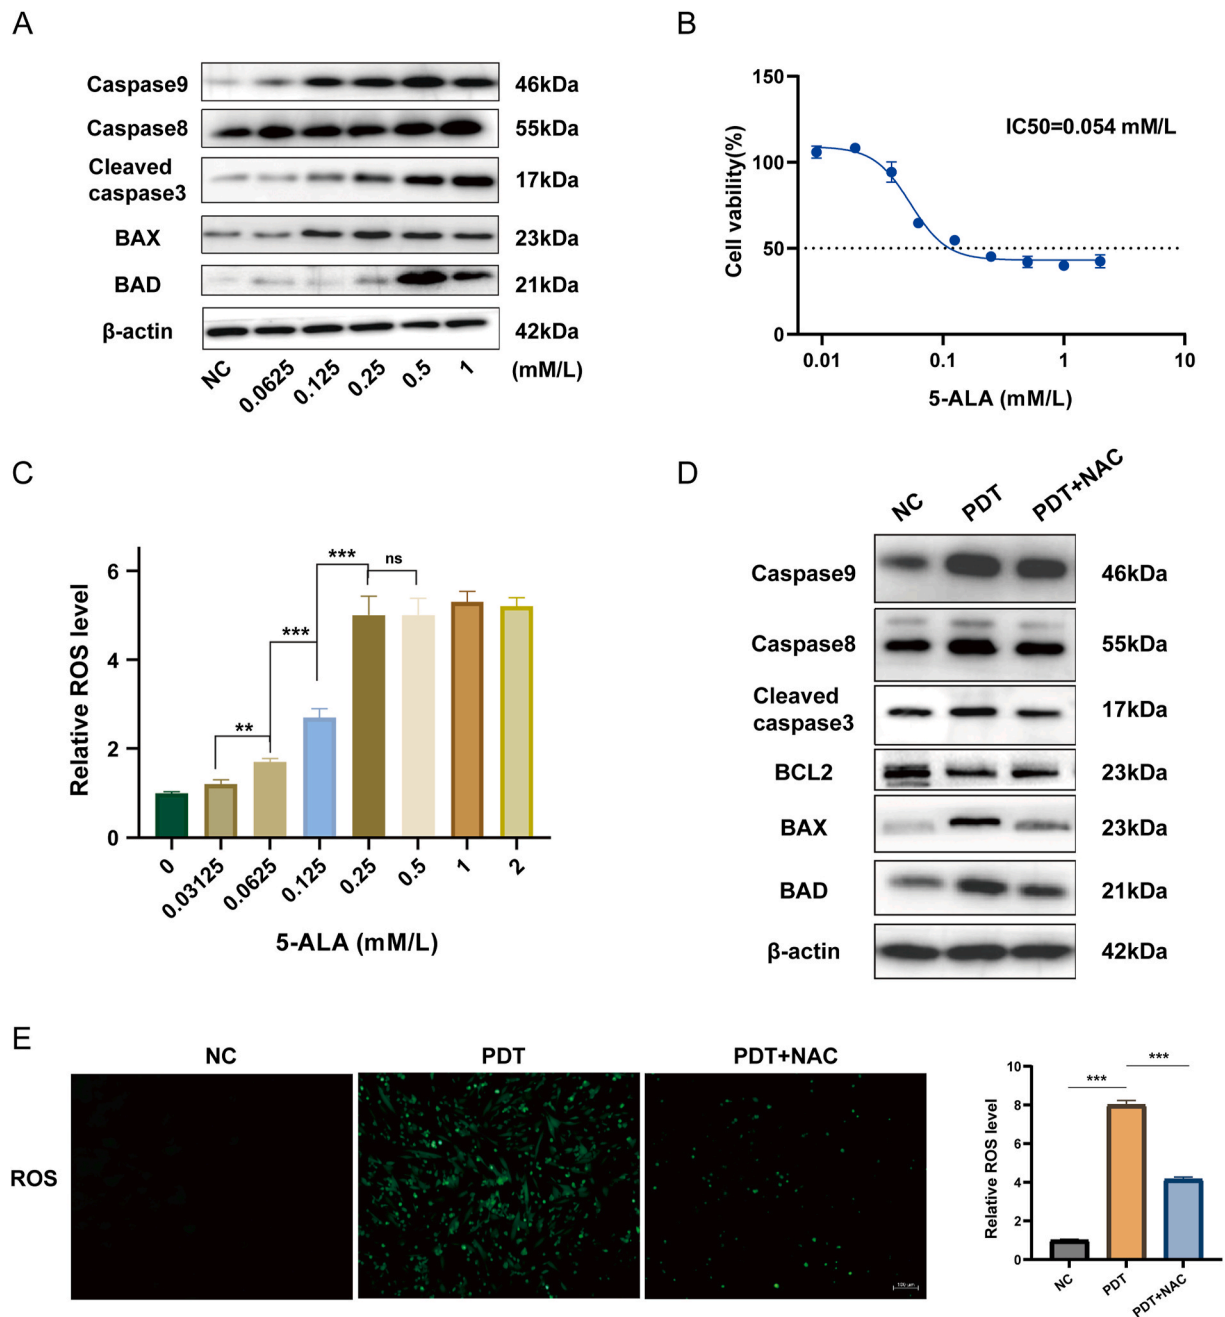 A
Caspase9 46kDa
Caspase8 55kDa
Cleaved
caspase3 17kDa
BAX 23kDa
BAD 21kDa
β-actin 42kDa
NC 0.0625 0.125 0.25 0.5 1 (mM/L)
B
150
100
50
0
Cell vability(%)
IC50=0.054 mM/L
0.01 0.1 1 10
5-ALA (mM/L)
C
Relative ROS level
6
4
2
0
** *** *** ns
0 0.03125 0.0625 0.125 0.25 0.5 1 2
5-ALA (mM/L)
D
NC PDT PDT+NAC
Caspase9 46kDa
Caspase8 55kDa
Cleaved
caspase3 17kDa
BCL2 23kDa
BAX 23kDa
BAD 21kDa
β-actin 42kDa
E
NC PDT PDT+NAC
ROS
100 μm
Relative ROS level
10
8
6
4
2
0
*** ***
NC PDT PDT+NAC